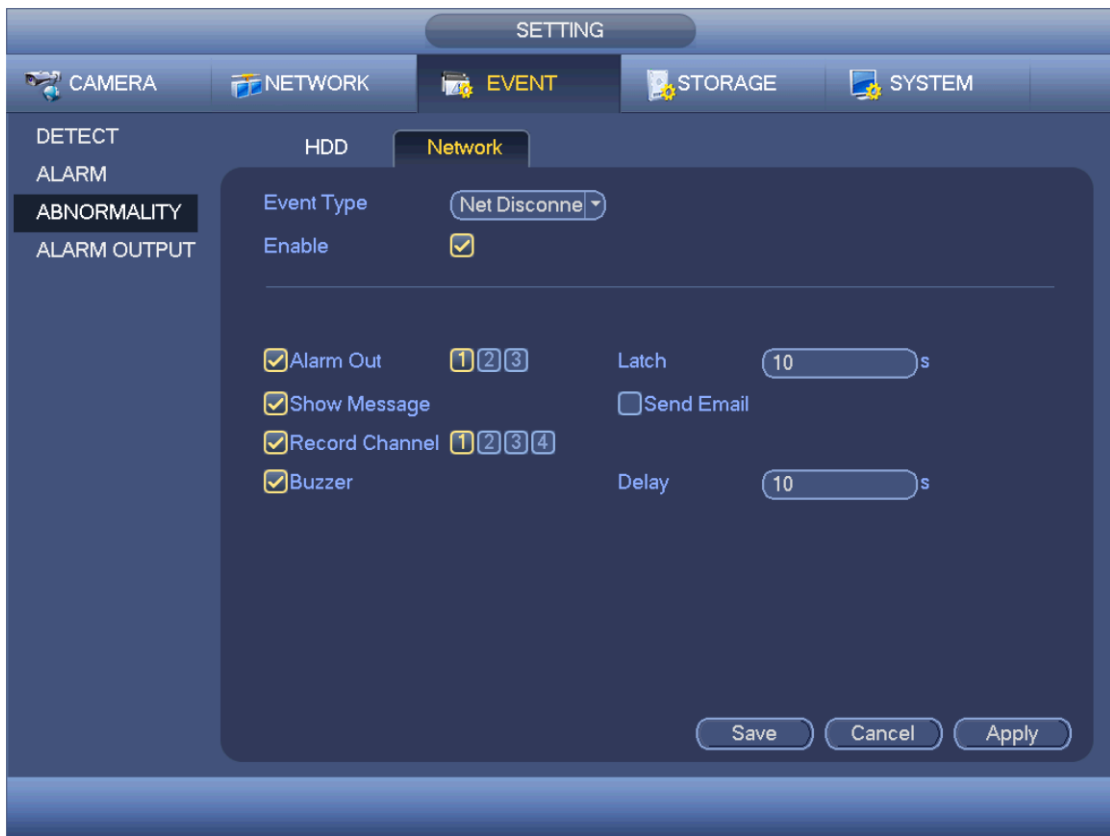 SETTING
CAMERA NETWORK EVENT STORAGE SYSTEM
DETECT
ALARM
ABNORMALITY
ALARM OUTPUT
HDD Network
Event Type Net Disconne
Enable
Alarm Out 1 2 3 Latch 10 s
Show Message Send Email
Record Channel 1 2 3 4
Buzzer Delay 10 s
Save Cancel Apply